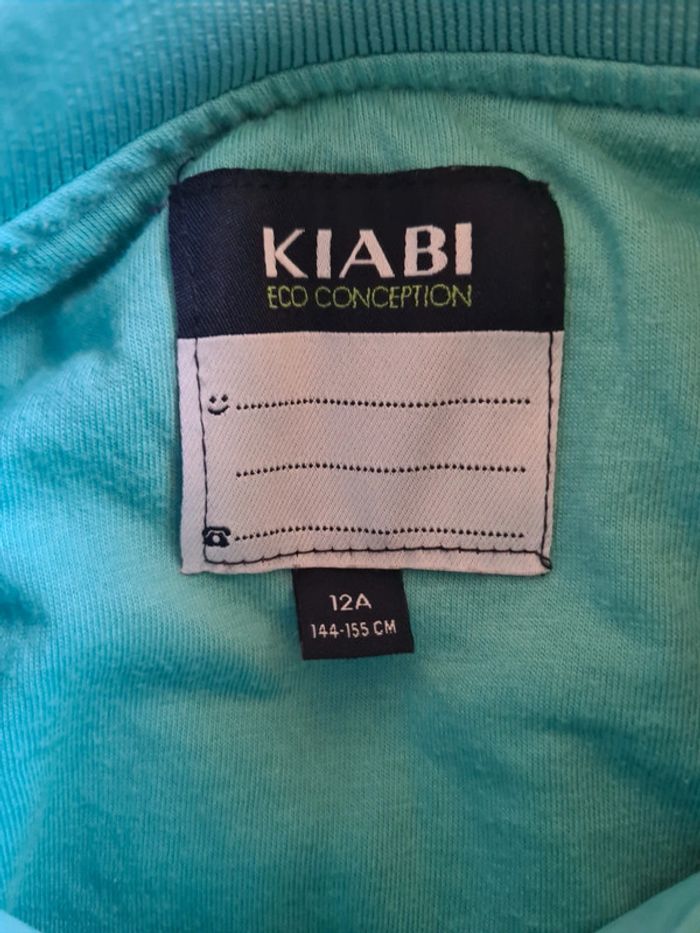 KIABI
ECO CONCEPTION
12A
144-155 CM